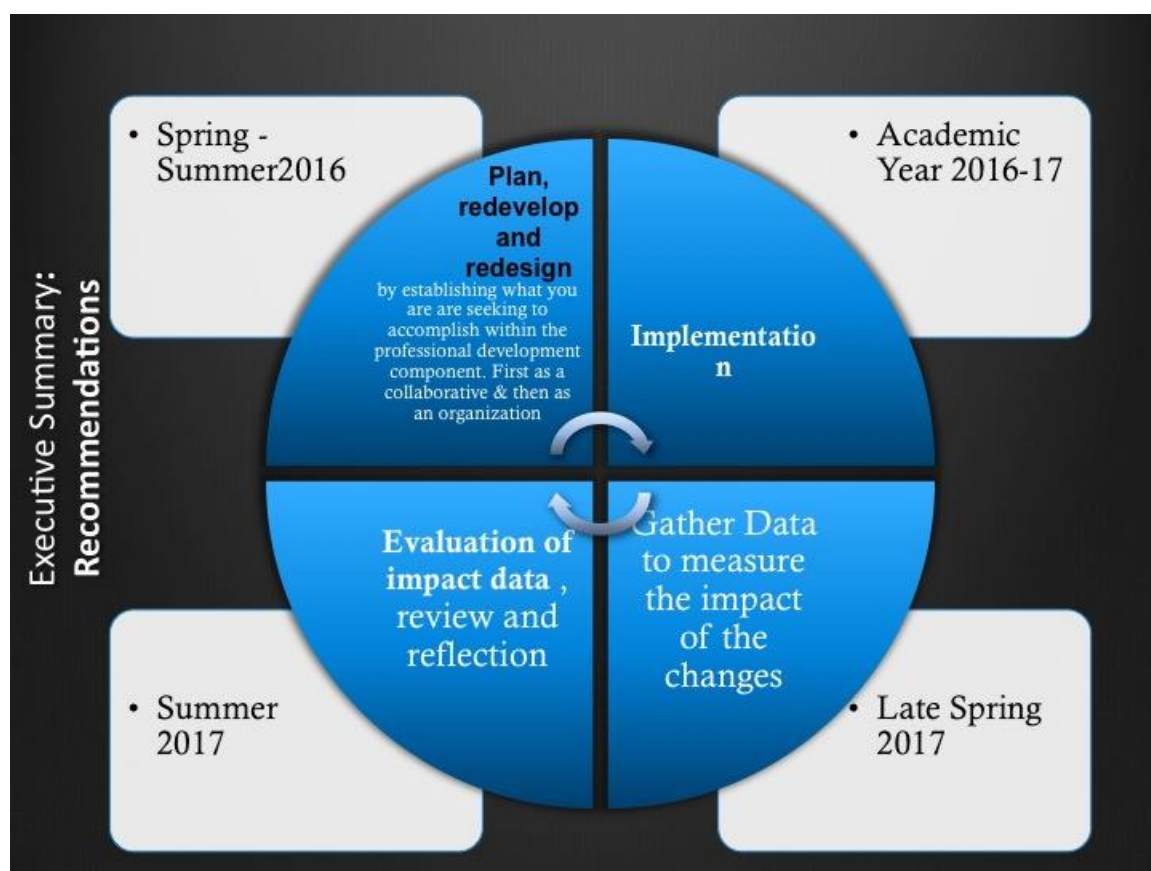 Executive Summary:
Recommendations
• Spring -
Summer2016
Plan,
redevelop
and
redesign
by establishing what you
are are seeking to
accomplish within the
professional development
component. First as a
collaborative & then as
an organization
• Academic
Year 2016-17
Implementatio
n
Gather Data
to measure
the impact
of the
changes
• Late Spring
2017
Evaluation of
impact data ,
review and
reflection
• Summer
2017